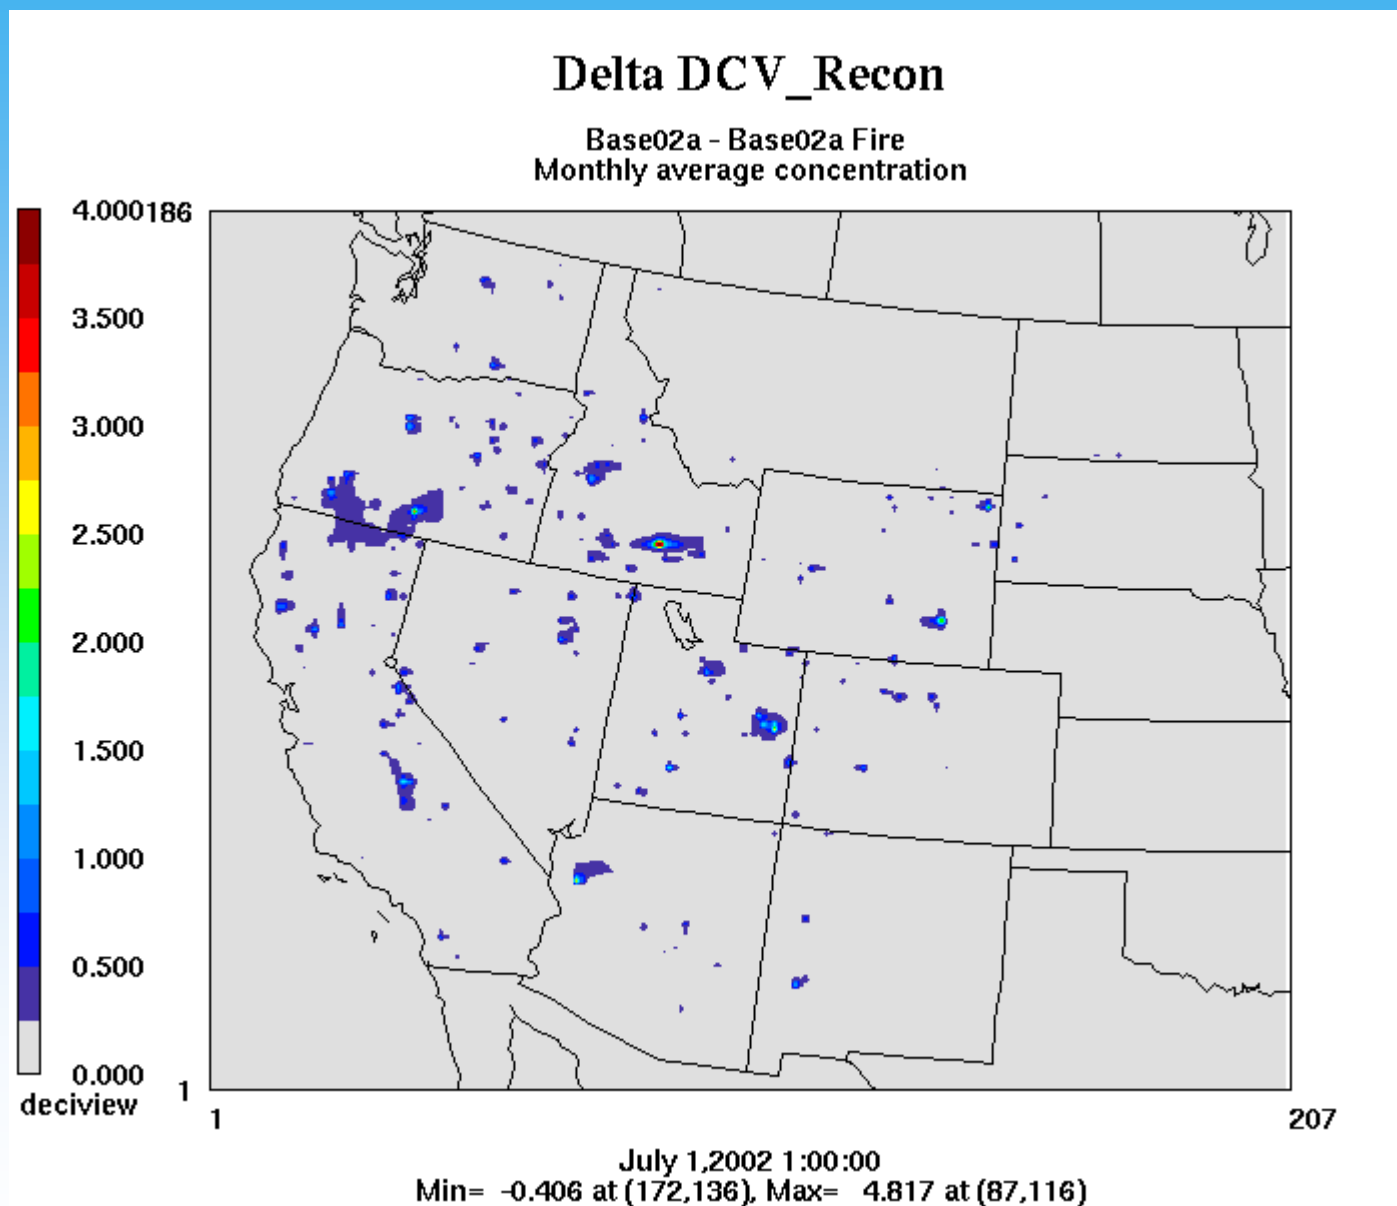 Delta DCV_Recon
Base02a - Base02a Fire
Monthly average concentration
4.000
3.500
3.000
2.500
2.000
1.500
1.000
0.500
0.000
deciview
186
1
1
207
July 1,2002 1:00:00
Min= -0.406 at (172,136), Max= 4.817 at (87,116)